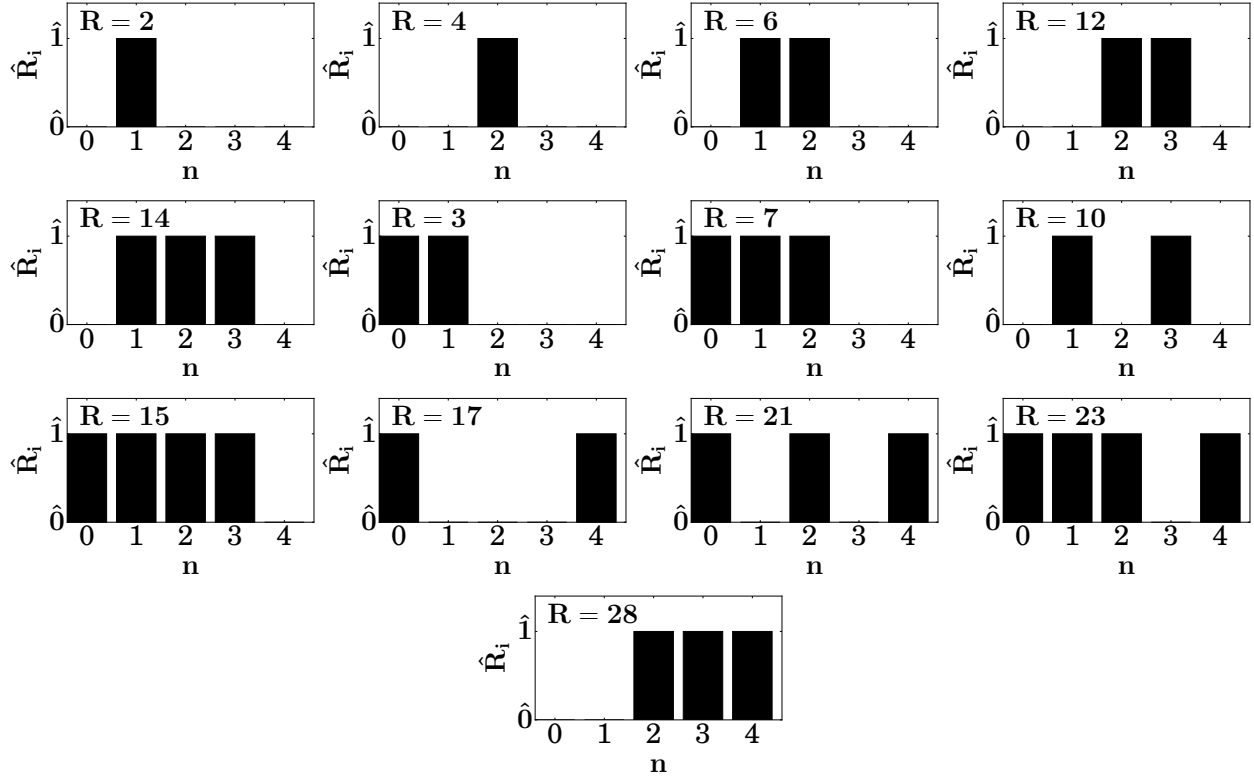 R = 2
R = 4
R = 6
R = 12
1̂ 1̂ 1̂ 1̂
R̂ᵢ R̂ᵢ R̂ᵢ R̂ᵢ
0̂ 0̂ 0̂ 0̂
0 1 2 3 4
0 1 2 3 4
0 1 2 3 4
0 1 2 3 4
n n n n
R = 14
R = 3
R = 7
R = 10
1̂ 1̂ 1̂ 1̂
R̂ᵢ R̂ᵢ R̂ᵢ R̂ᵢ
0̂ 0̂ 0̂ 0̂
0 1 2 3 4
0 1 2 3 4
0 1 2 3 4
0 1 2 3 4
n n n n
R = 15
R = 17
R = 21
R = 23
1̂ 1̂ 1̂ 1̂
R̂ᵢ R̂ᵢ R̂ᵢ R̂ᵢ
0̂ 0̂ 0̂ 0̂
0 1 2 3 4
0 1 2 3 4
0 1 2 3 4
0 1 2 3 4
n n n n
R = 28
1̂
R̂ᵢ
0̂
0 1 2 3 4
n